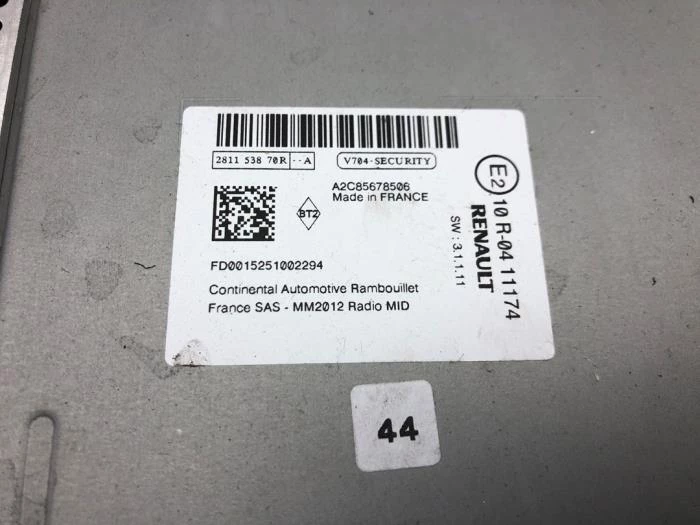 2811 538 70R --A
V704-SECURITY
A2C85678506
Made in FRANCE
BT2
FD0015251002294
Continental Automotive Rambouillet
France SAS - MM2012 Radio MID
E2 10 R-04 11174
RENAULT
SW : 3.1.1.11
44